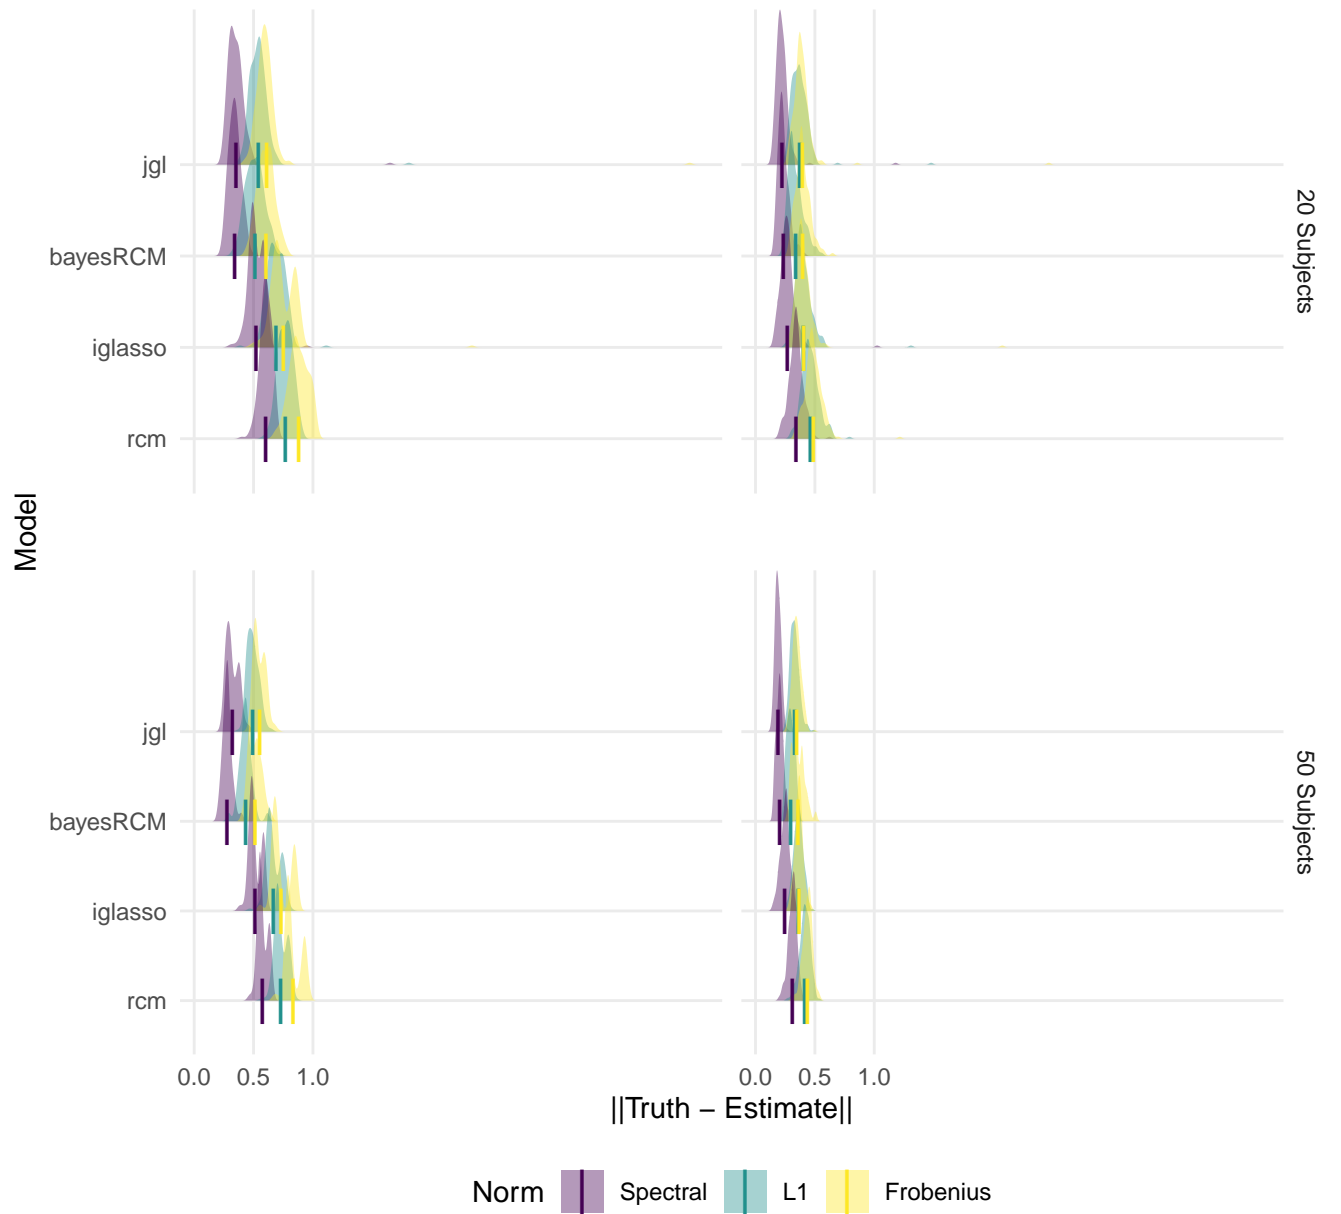 jgl
bayesRCM
iglasso
rcm
20 Subjects
Model
jgl
bayesRCM
iglasso
rcm
50 Subjects
0.0 0.5 1.0 0.0 0.5 1.0
||Truth − Estimate||
Norm Spectral L1 Frobenius